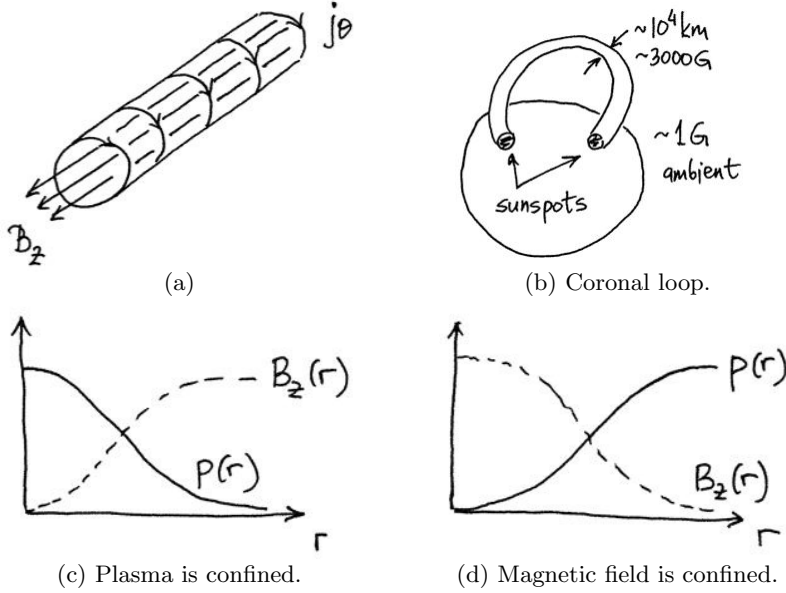 jθ
B_z
(a)
~10⁴km
~3000G
~1G
ambient
sunspots
(b) Coronal loop.
B_z(r)
P(r)
r
(c) Plasma is confined.
P(r)
B_z(r)
r
(d) Magnetic field is confined.